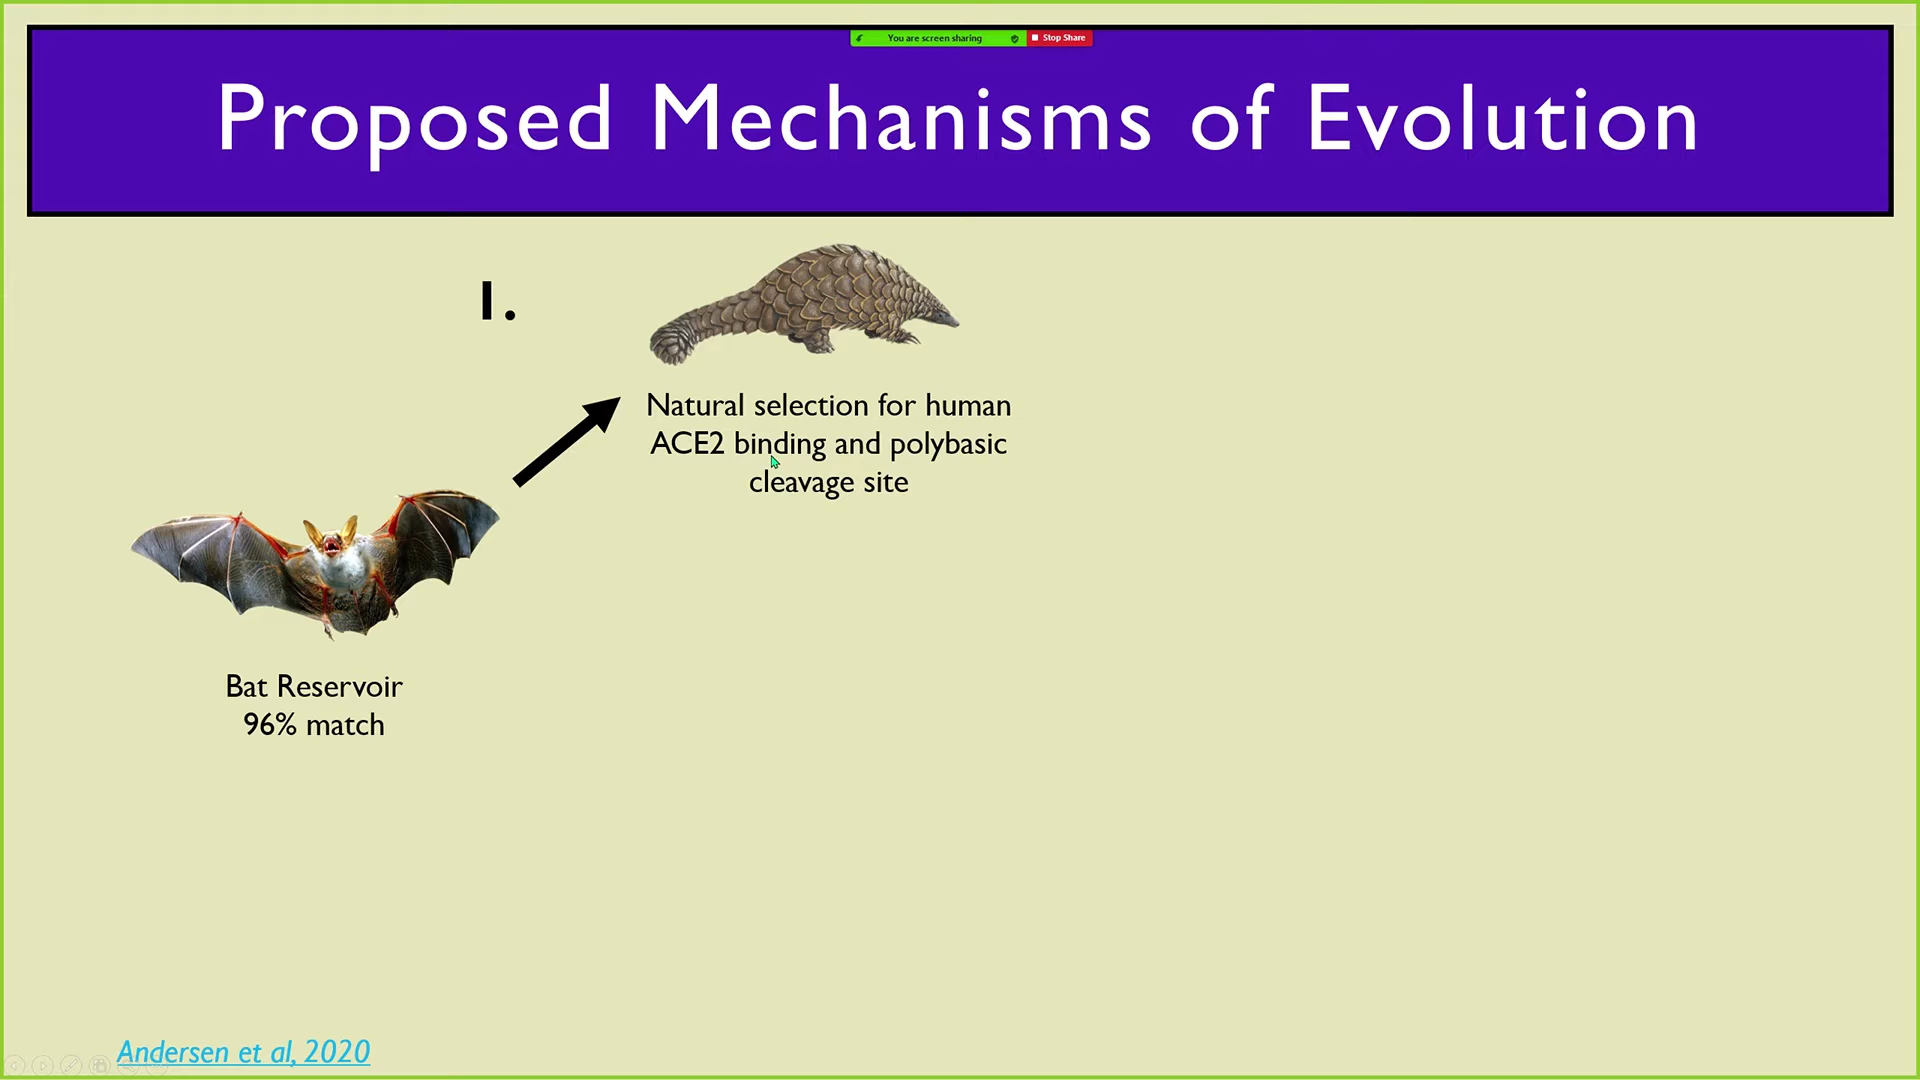 You are screen sharing
Stop Share
Proposed Mechanisms of Evolution
1.
Natural selection for human
ACE2 binding and polybasic
cleavage site
Bat Reservoir
96% match
Andersen et al, 2020